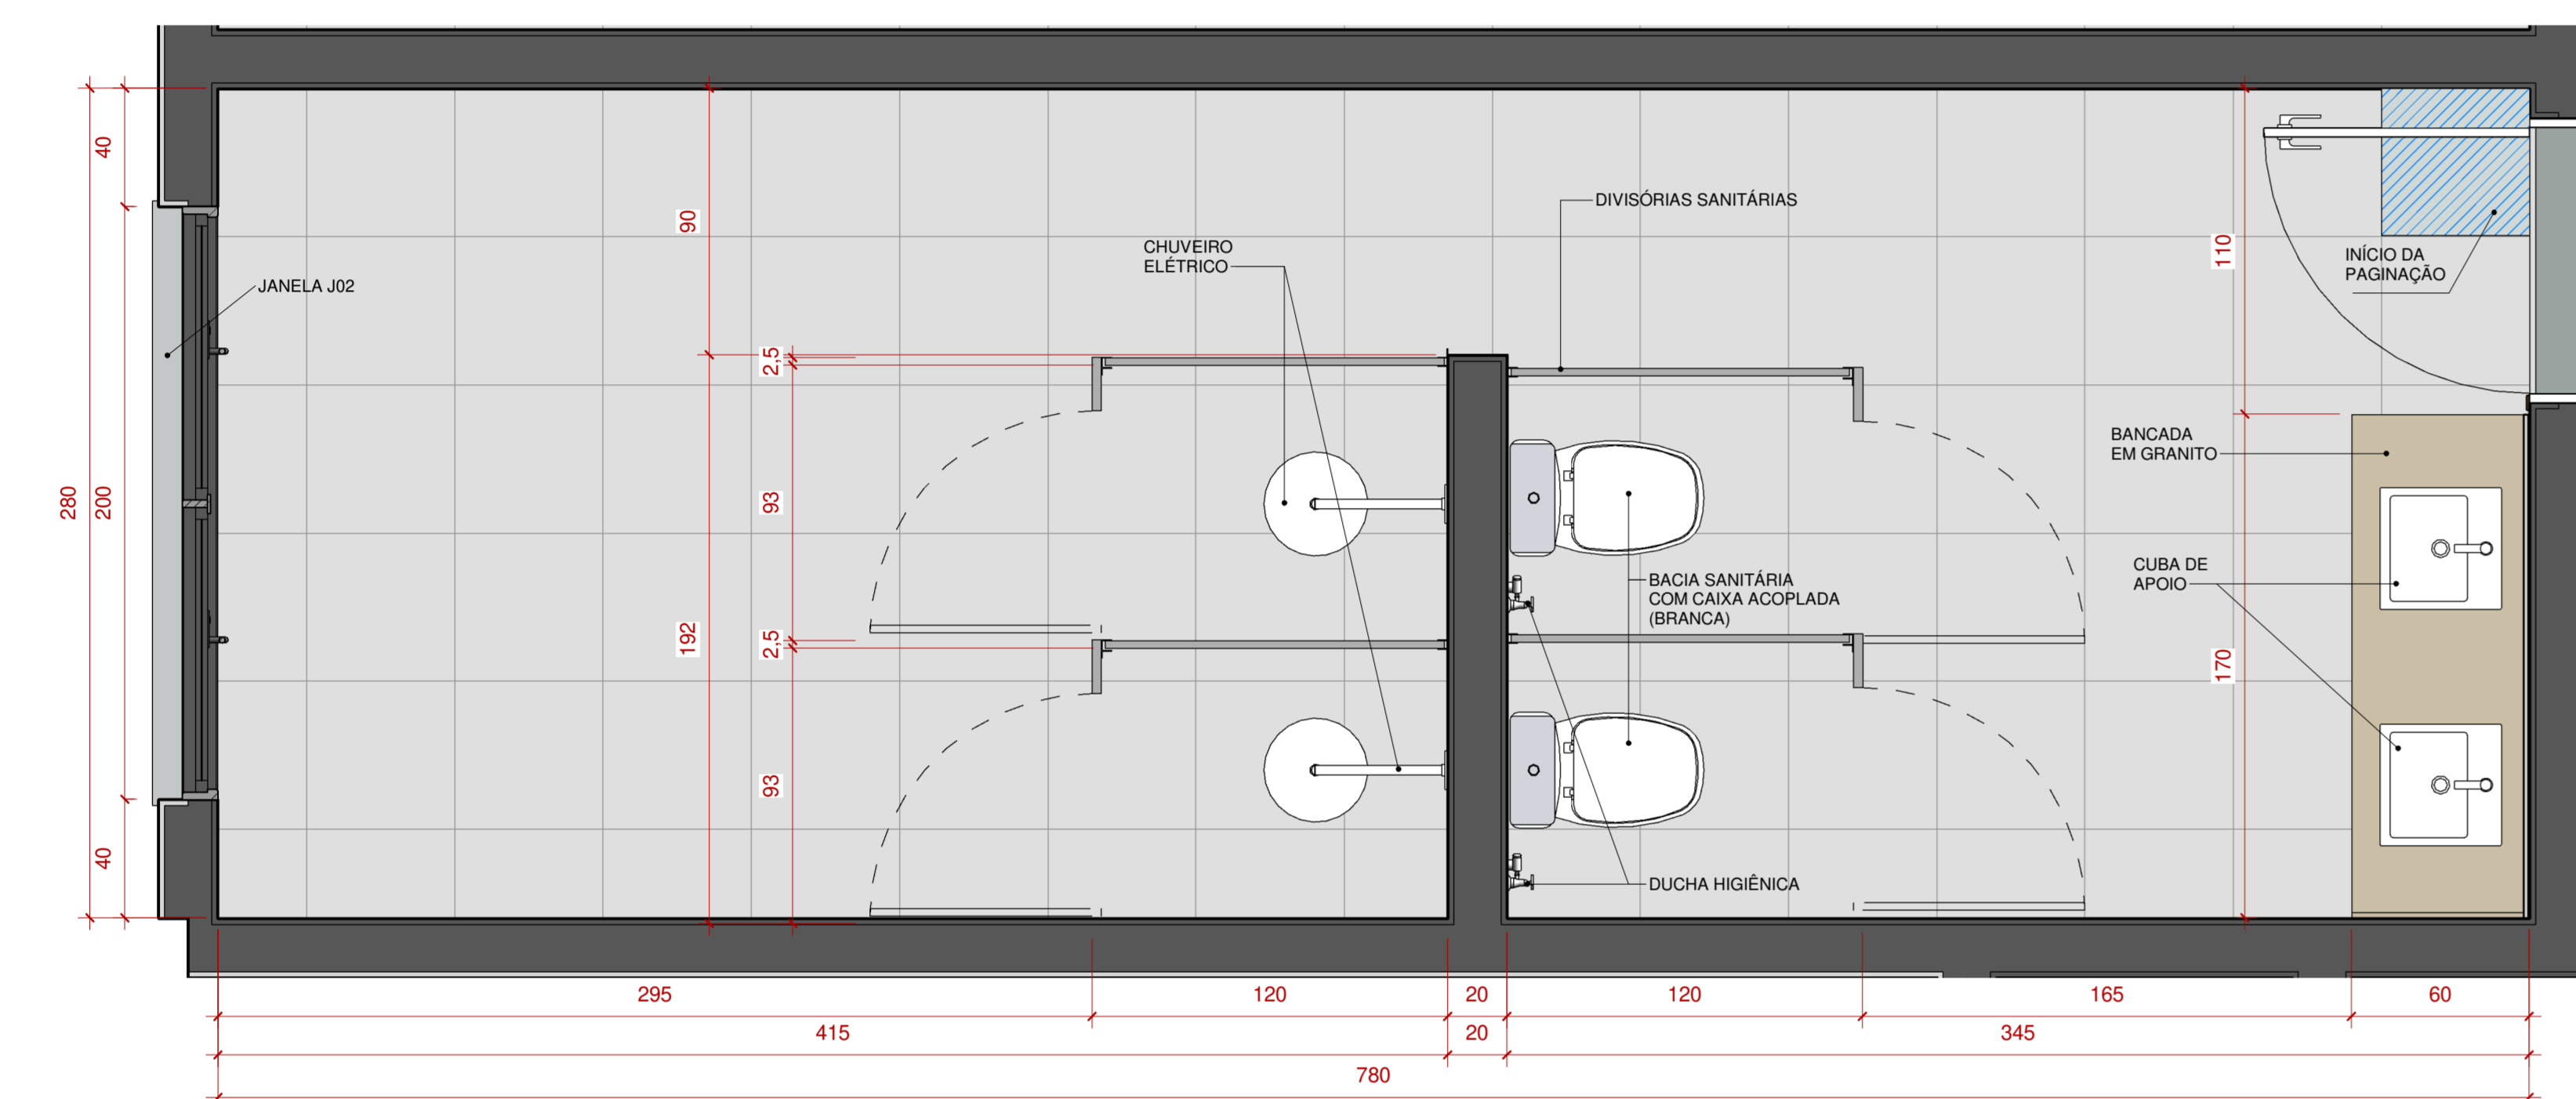 40
90
DIVISÓRIAS SANITÁRIAS
CHUVEIRO
ELÉTRICO
110
INÍCIO DA
PAGINAÇÃO
JANELA J02
2,5
BANCADA
EM GRANITO
280
200
93
CUBA DE
APOIO
BACIA SANITÁRIA
COM CAIXA ACOPLADA
(BRANCA)
192
2,5
170
93
40
DUCHA HIGIÊNICA
295
120
20
120
165
60
415
20
345
780